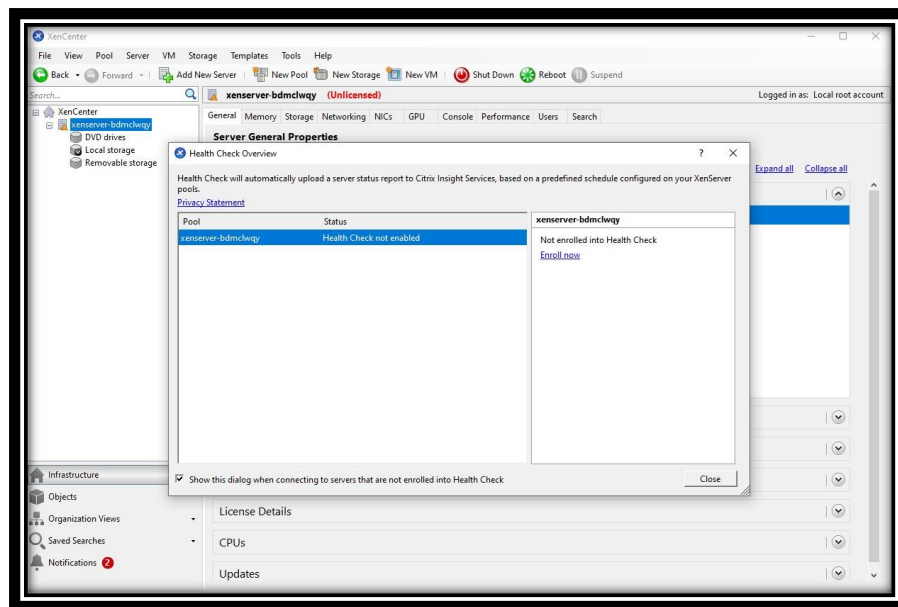 XenCenter
File View Pool Server VM Storage Templates Tools Help
Back Forward Add New Server New Pool New Storage New VM Shut Down Reboot Suspend
Search...
xenserver-bdmclwqy (Unlicensed) Logged in as: Local root account
XenCenter
xenserver-bdmclwqy
DVD drives
Local storage
Removable storage
General Memory Storage Networking NICs GPU Console Performance Users Search
Server General Properties
Expand all Collapse all
Health Check Overview ?
Health Check will automatically upload a server status report to Citrix Insight Services, based on a predefined schedule configured on your XenServer
pools.
Privacy Statement
Pool Status
xenserver-bdmclwqy Health Check not enabled
xenserver-bdmclwqy
Not enrolled into Health Check
Enroll now
Show this dialog when connecting to servers that are not enrolled into Health Check
Close
Infrastructure
Objects
Organization Views
Saved Searches
Notifications 2
License Details
CPUs
Updates